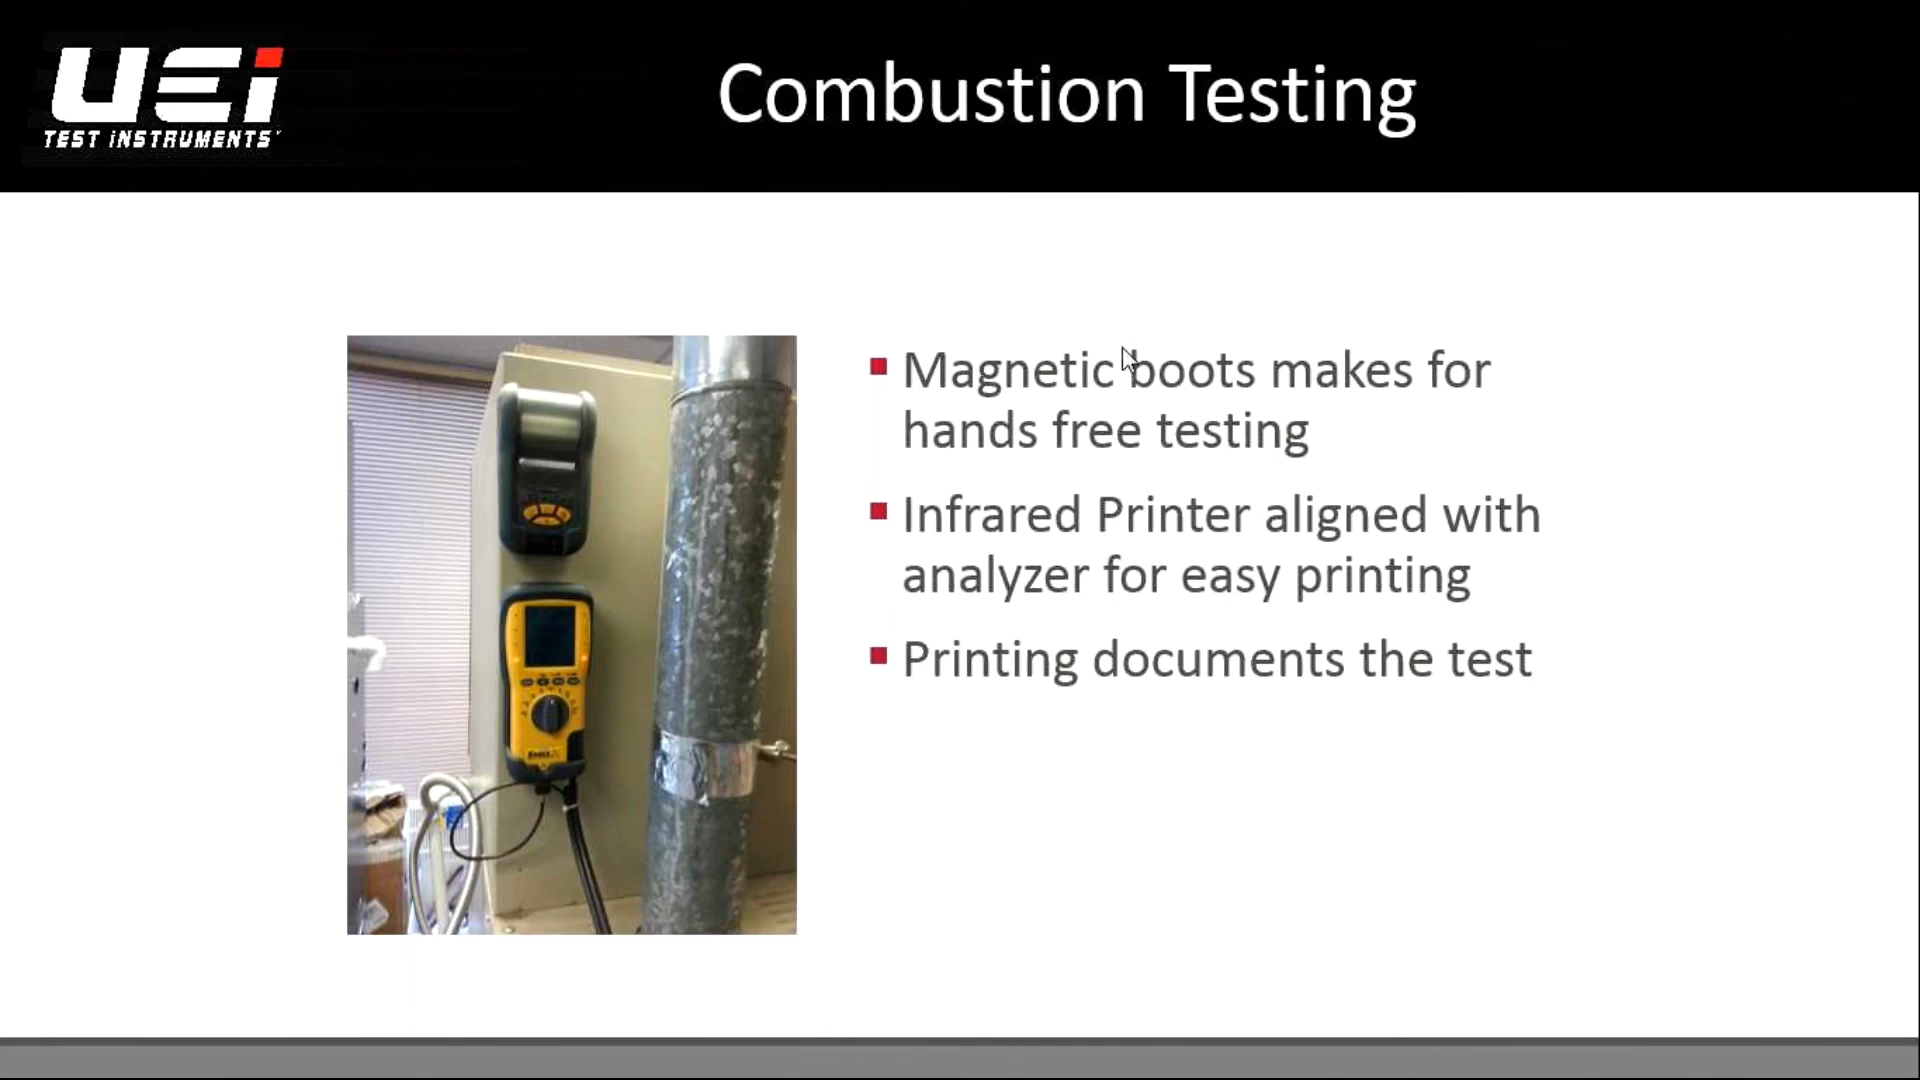 UEi
TEST INSTRUMENTS
Combustion Testing
Magnetic boots makes for
hands free testing
Infrared Printer aligned with
analyzer for easy printing
Printing documents the test